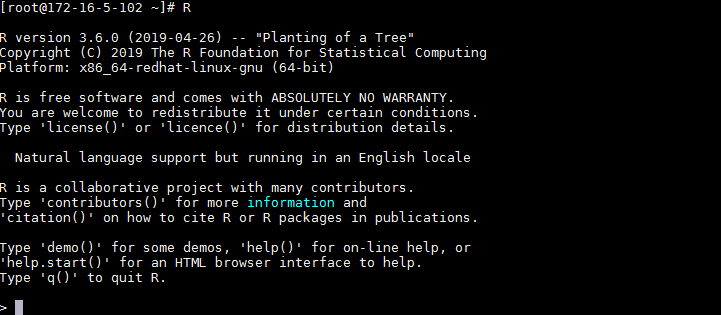 [root@172-16-5-102 ~]# R
R version 3.6.0 (2019-04-26) -- "Planting of a Tree"
Copyright (C) 2019 The R Foundation for Statistical Computing
Platform: x86_64-redhat-linux-gnu (64-bit)
R is free software and comes with ABSOLUTELY NO WARRANTY.
You are welcome to redistribute it under certain conditions.
Type 'license()' or 'licence()' for distribution details.
Natural language support but running in an English locale
R is a collaborative project with many contributors.
Type 'contributors()' for more information and
'citation()' on how to cite R or R packages in publications.
Type 'demo()' for some demos, 'help()' for on-line help, or
'help.start()' for an HTML browser interface to help.
Type 'q()' to quit R.
>